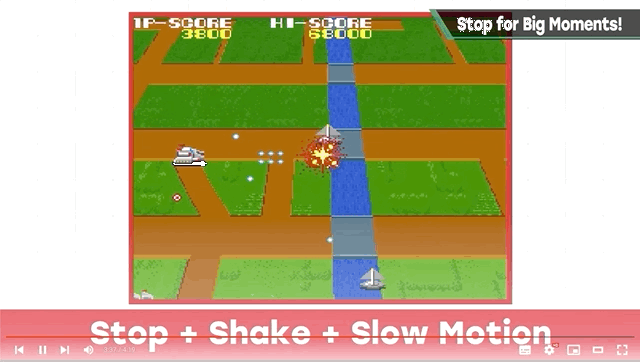 Stop for Big Moments!
1P-SCORE HI-SCORE
3800 68000
Stop + Shake + Slow Motion